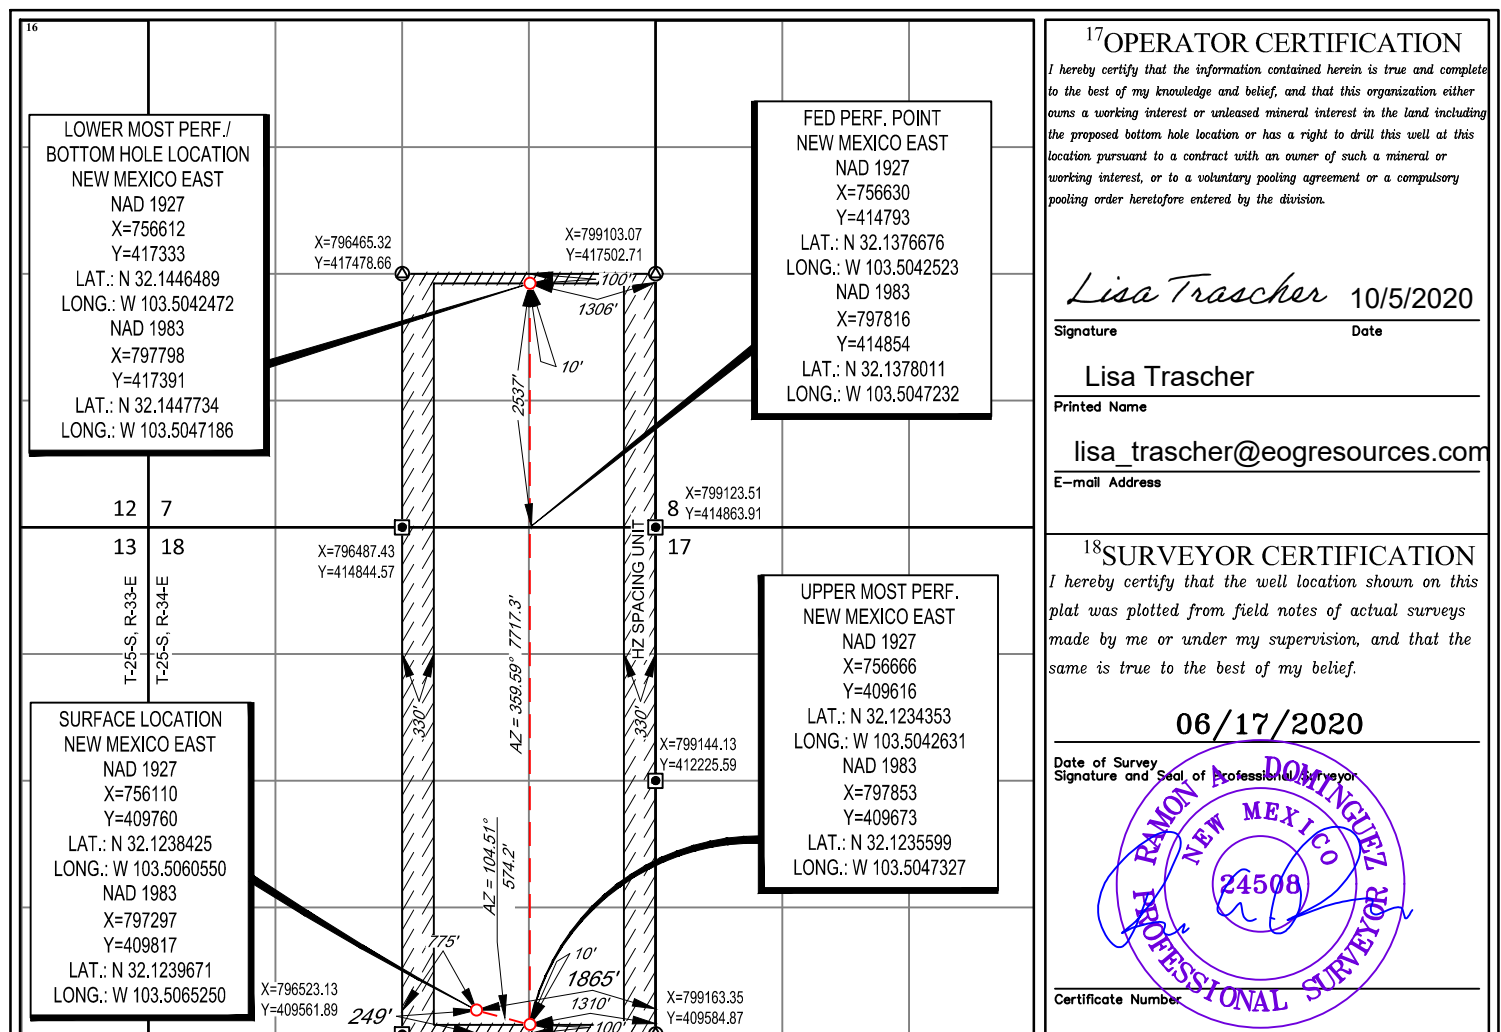 16
LOWER MOST PERF./
BOTTOM HOLE LOCATION
NEW MEXICO EAST
NAD 1927
X=756612
Y=417333
LAT.: N 32.1446489
LONG.: W 103.5042472
NAD 1983
X=797798
Y=417391
LAT.: N 32.1447734
LONG.: W 103.5047186
X=796465.32
Y=417478.66
X=799103.07
Y=417502.71
100'
1306'
10'
2537'
FED PERF. POINT
NEW MEXICO EAST
NAD 1927
X=756630
Y=414793
LAT.: N 32.1376676
LONG.: W 103.5042523
NAD 1983
X=797816
Y=414854
LAT.: N 32.1378011
LONG.: W 103.5047232
12 7
13 18
T-25-S, R-33-E
T-25-S, R-34-E
X=796487.43
Y=414844.57
8
17
X=799123.51
Y=414863.91
HZ SPACING UNIT
AZ = 359.59° 7717.3'
330'
330'
X=799144.13
Y=412225.59
UPPER MOST PERF.
NEW MEXICO EAST
NAD 1927
X=756666
Y=409616
LAT.: N 32.1234353
LONG.: W 103.5042631
NAD 1983
X=797853
Y=409673
LAT.: N 32.1235599
LONG.: W 103.5047327
SURFACE LOCATION
NEW MEXICO EAST
NAD 1927
X=756110
Y=409760
LAT.: N 32.1238425
LONG.: W 103.5060550
NAD 1983
X=797297
Y=409817
LAT.: N 32.1239671
LONG.: W 103.5065250
AZ = 104.51°
574.2'
775'
10'
1865'
1310'
100'
249'
X=796523.13
Y=409561.89
X=799163.35
Y=409584.87
17OPERATOR CERTIFICATION
I hereby certify that the information contained herein is true and complete
to the best of my knowledge and belief, and that this organization either
owns a working interest or unleased mineral interest in the land including
the proposed bottom hole location or has a right to drill this well at this
location pursuant to a contract with an owner of such a mineral or
working interest, or to a voluntary pooling agreement or a compulsory
pooling order heretofore entered by the division.
Lisa Trascher 10/5/2020
Signature Date
Lisa Trascher
Printed Name
lisa_trascher@eogresources.com
E-mail Address
18SURVEYOR CERTIFICATION
I hereby certify that the well location shown on this
plat was plotted from field notes of actual surveys
made by me or under my supervision, and that the
same is true to the best of my belief.
06/17/2020
Date of Survey
Signature and Seal of Professional Surveyor
RAMON A. DOMINGUEZ
NEW MEXICO
24508
PROFESSIONAL SURVEYOR
Certificate Number